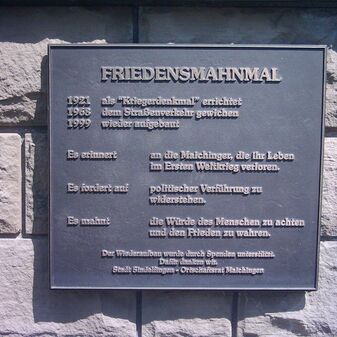 FRIEDENSMAHNMAL
1921 als "Kriegerdenkmal" errichtet
1968 dem Straßenverkehr gewichen
1999 wieder aufgebaut
Es erinnert an die Maichinger, die ihr Leben
im Ersten Weltkrieg verloren.
Es fordert auf politischer Verführung zu
widerstehen.
Es mahnt die Würde des Menschen zu achten
und den Frieden zu wahren.
Der Wiederaufbau wurde durch Spenden unterstützt.
Dafür danken wir.
Stadt Sindelfingen - Ortschaftsrat Maichingen